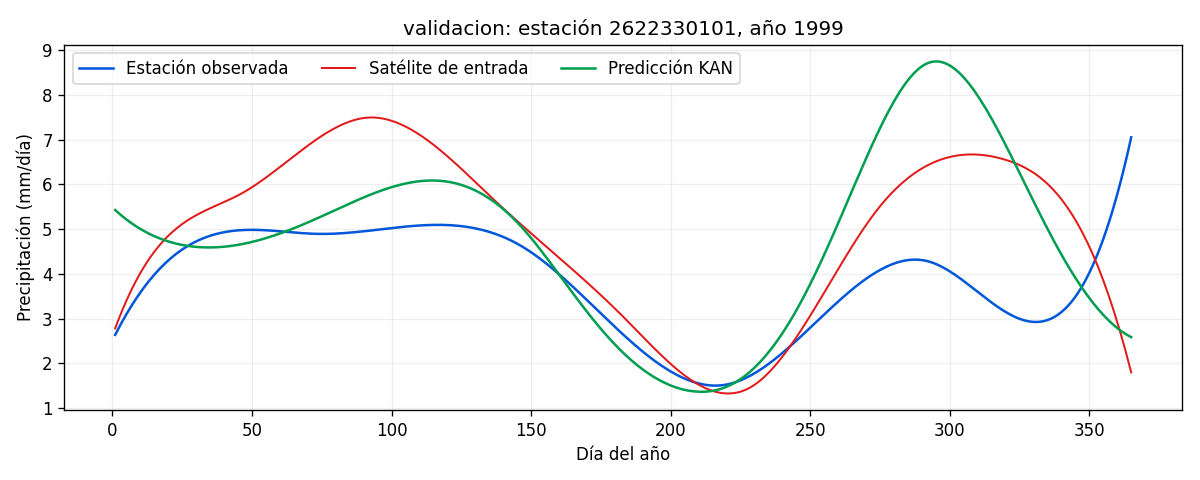 validacion: estación 2622330101, año 1999
Estación observada
Satélite de entrada
Predicción KAN
Precipitación (mm/día)
9
8
7
6
5
4
3
2
1
0 50 100 150 200 250 300 350
Día del año